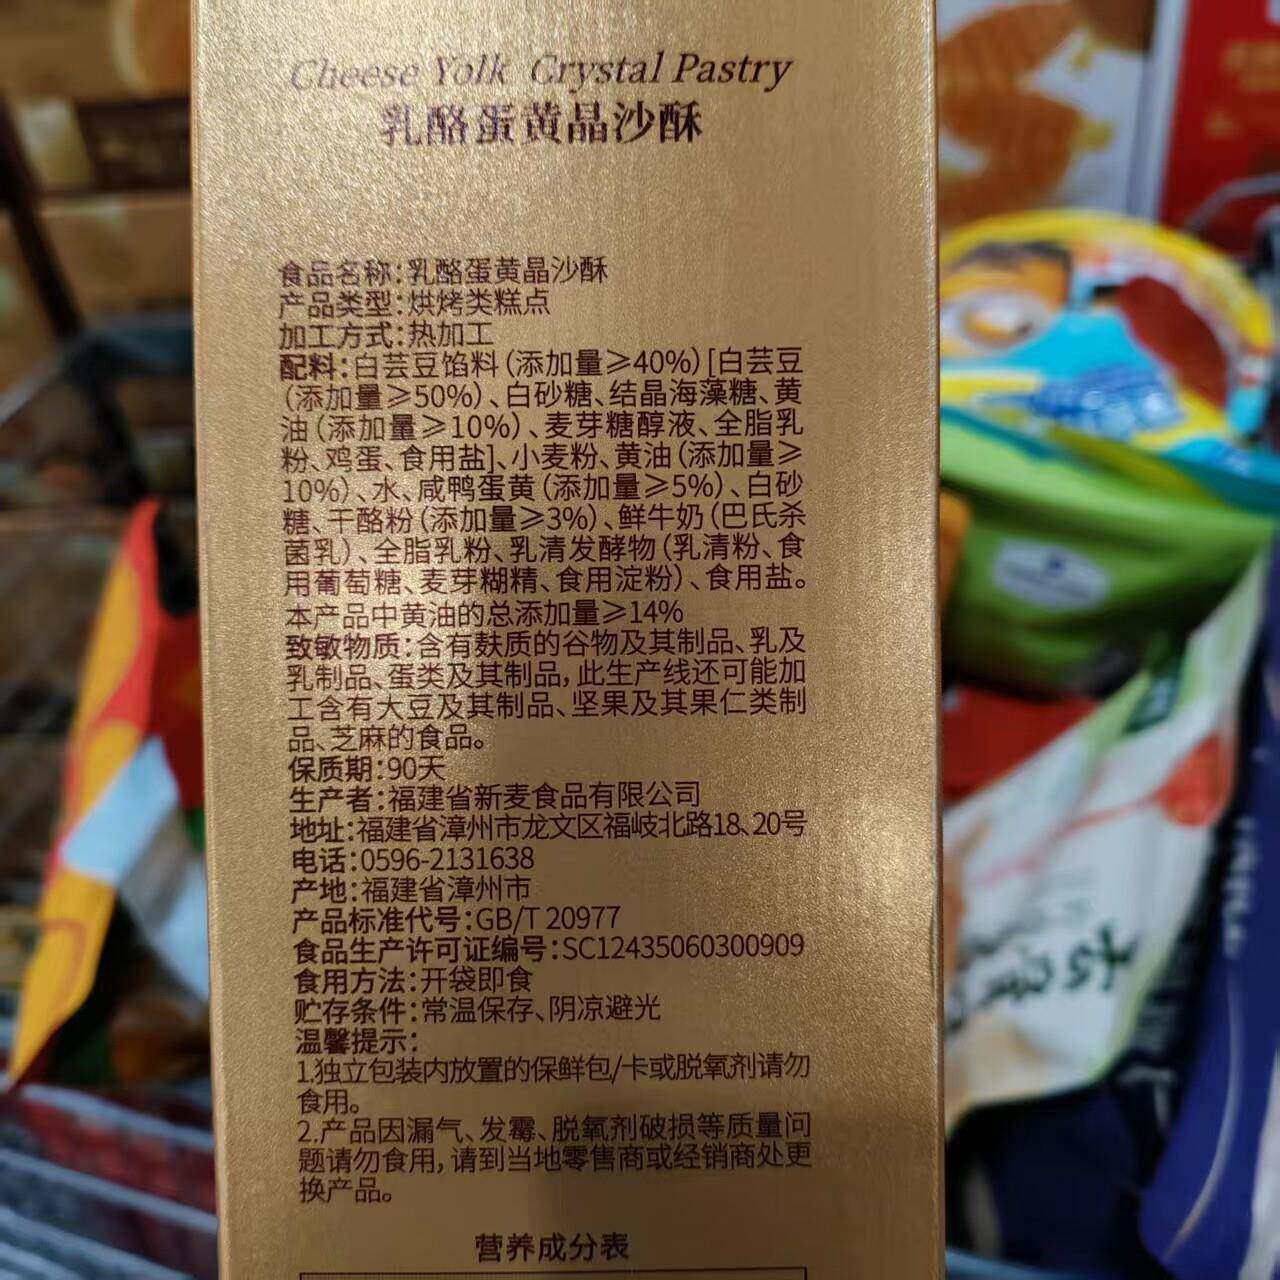 Cheese Yolk Crystal Pastry
乳酪蛋黄晶沙酥
食品名称:乳酪蛋黄晶沙酥
产品类型:烘烤类糕点
加工方式:热加工
配料:白芸豆馅料(添加量≥40%)[白芸豆
(添加量≥50%)、白砂糖、结晶海藻糖、黄
油(添加量≥10%)、麦芽糖醇液、全脂乳
粉、鸡蛋、食用盐]、小麦粉、黄油(添加量≥
10%)、水、咸鸭蛋黄(添加量≥5%)、白砂
糖、干酪粉(添加量≥3%)、鲜牛奶(巴氏杀
菌乳)、全脂乳粉、乳清发酵物(乳清粉、食
用葡萄糖、麦芽糊精、食用淀粉)、食用盐。
本产品中黄油的总添加量≥14%
致敏物质:含有麸质的谷物及其制品、乳及
乳制品、蛋类及其制品,此生产线还可能加
工含有大豆及其制品、坚果及其果仁类制
品、芝麻的食品。
保质期:90天
生产者:福建省新麦食品有限公司
地址:福建省漳州市龙文区福岐北路18、20号
电话:0596-2131638
产地:福建省漳州市
产品标准代号:GB/T 20977
食品生产许可证编号:SC12435060300909
食用方法:开袋即食
贮存条件:常温保存、阴凉避光
温馨提示:
1.独立包装内放置的保鲜包/卡或脱氧剂请勿
食用。
2.产品因漏气、发霉、脱氧剂破损等质量问
题请勿食用,请到当地零售商或经销商处更
换产品。
营养成分表